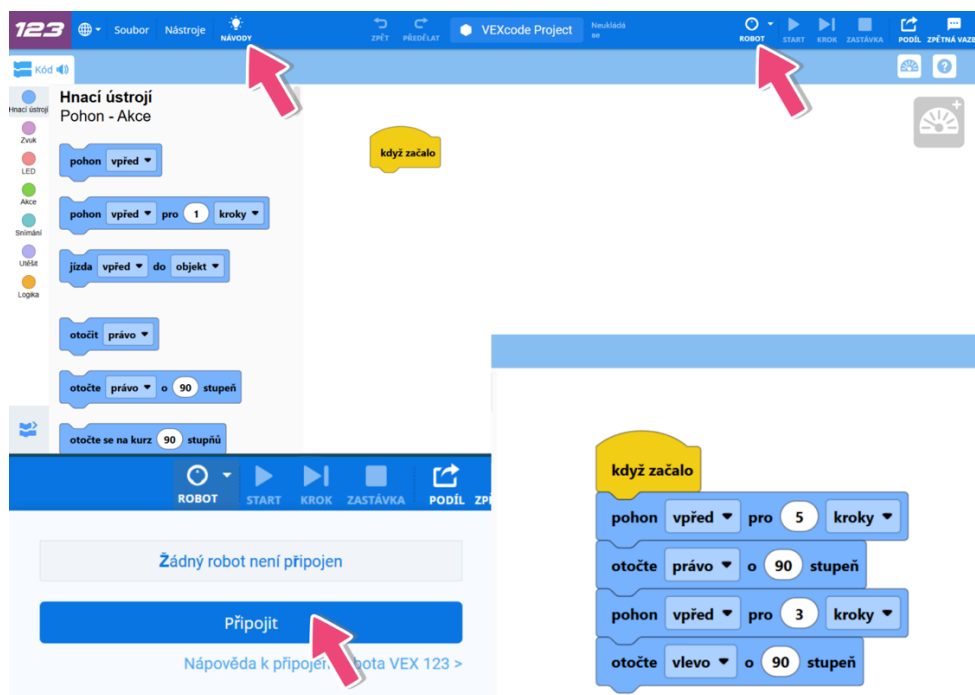 123
Soubor
Nástroje
NÁVODY
ZPĚT
PŘEDĚLAT
VEXcode Project
Neukládá
se
ROBOT
START
KROK
ZASTÁVKA
PODÍL
ZPĚTNÁ VAZB
Kód
Hnací ústrojí
Zvuk
LED
Akce
Snímání
Utěšit
Logika
Hnací ústrojí
Pohon - Akce
pohon vpřed
pohon vpřed pro 1 kroky
jízda vpřed do objekt
otočit právo
otočte právo o 90 stupeň
otočte se na kurz 90 stupňů
když začalo
ROBOT
START
KROK
ZASTÁVKA
PODÍL
Žádný robot není připojen
Připojit
Nápověda k připojen bota VEX 123 >
když začalo
pohon vpřed pro 5 kroky
otočte právo o 90 stupeň
pohon vpřed pro 3 kroky
otočte vlevo o 90 stupeň